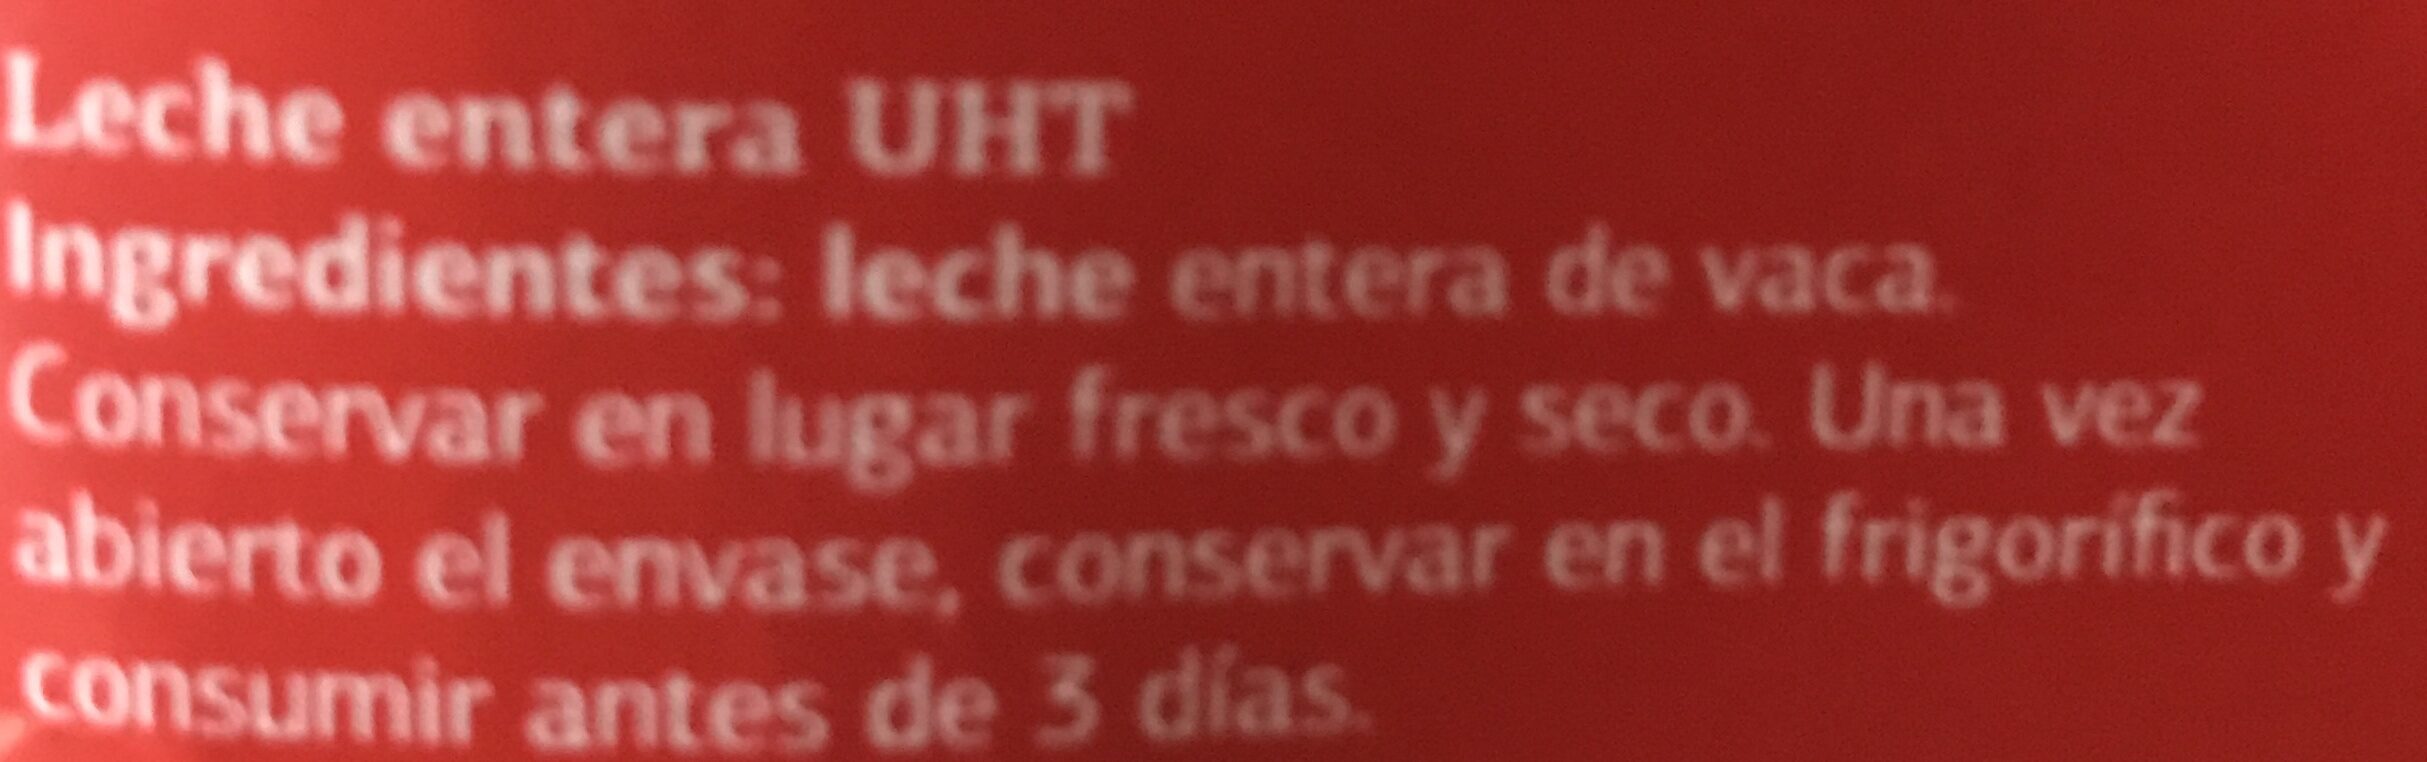 Leche entera UHT
Ingredientes: leche entera de vaca.
Conservar en lugar fresco y seco. Una vez
abierto el envase, conservar en el frigorífico y
consumir antes de 3 días.